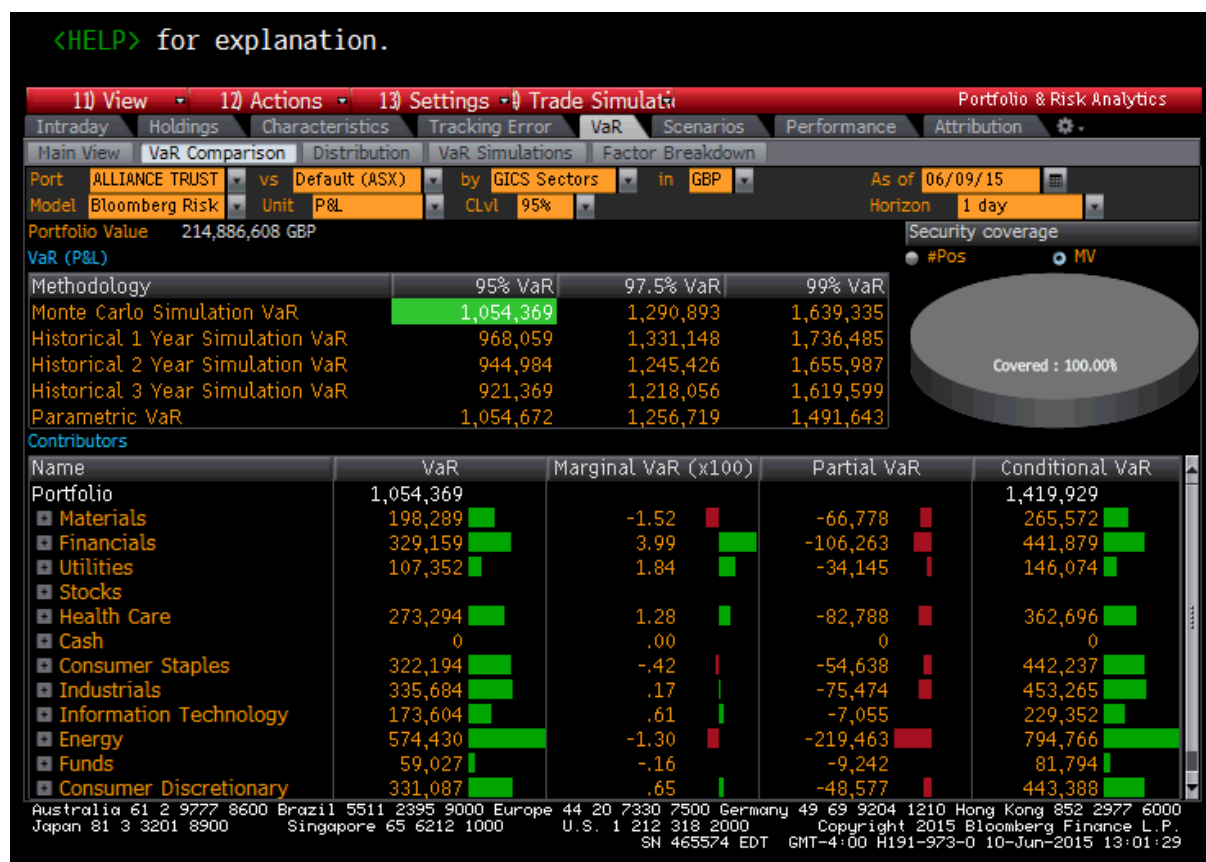 <HELP> for explanation.
11) View 12) Actions 13) Settings Trade Simulati Portfolio & Risk Analytics
Intraday Holdings Characteristics Tracking Error VaR Scenarios Performance Attribution
Main View VaR Comparison Distribution VaR Simulations Factor Breakdown
Port ALLIANCE TRUST vs Default (ASX) by GICS Sectors in GBP As of 06/09/15
Model Bloomberg Risk Unit P&L CLvl 95% Horizon 1 day
Portfolio Value 214,886,608 GBP Security coverage
VaR (P&L) #Pos MV
Methodology 95% VaR 97.5% VaR 99% VaR
Monte Carlo Simulation VaR 1,054,369 1,290,893 1,639,335
Historical 1 Year Simulation VaR 968,059 1,331,148 1,736,485
Historical 2 Year Simulation VaR 944,984 1,245,426 1,655,987
Covered : 100.00%
Historical 3 Year Simulation VaR 921,369 1,218,056 1,619,599
Parametric VaR 1,054,672 1,256,719 1,491,643
Contributors
Name VaR Marginal VaR (x100) Partial VaR Conditional VaR
Portfolio 1,054,369 1,419,929
Materials 198,289 -1.52 -66,778 265,572
Financials 329,159 3.99 -106,263 441,879
Utilities 107,352 1.84 -34,145 146,074
Stocks
Health Care 273,294 1.28 -82,788 362,696
Cash 0 .00 0 0
Consumer Staples 322,194 -.42 -54,638 442,237
Industrials 335,684 .17 -75,474 453,265
Information Technology 173,604 .61 -7,055 229,352
Energy 574,430 -1.30 -219,463 794,766
Funds 59,027 -.16 -9,242 81,794
Consumer Discretionary 331,087 .65 -48,577 443,388
Australia 61 2 9777 8600 Brazil 5511 2395 9000 Europe 44 20 7330 7500 Germany 49 69 9204 1210 Hong Kong 852 2977 6000
Japan 81 3 3201 8900 Singapore 65 6212 1000 U.S. 1 212 318 2000 Copyright 2015 Bloomberg Finance L.P.
SN 465574 EDT GMT-4:00 H191-973-0 10-Jun-2015 13:01:29